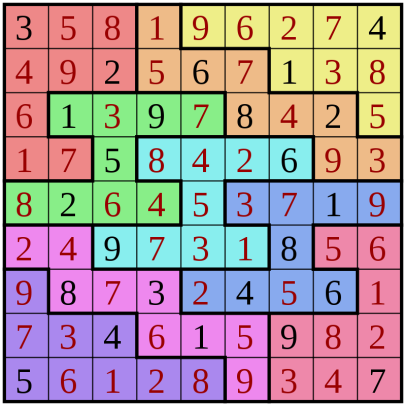 3 5 8 1 9 6 2 7 4
4 9 2 5 6 7 1 3 8
6 1 3 9 7 8 4 2 5
1 7 5 8 4 2 6 9 3
8 2 6 4 5 3 7 1 9
2 4 9 7 3 1 8 5 6
9 8 7 3 2 4 5 6 1
7 3 4 6 1 5 9 8 2
5 6 1 2 8 9 3 4 7